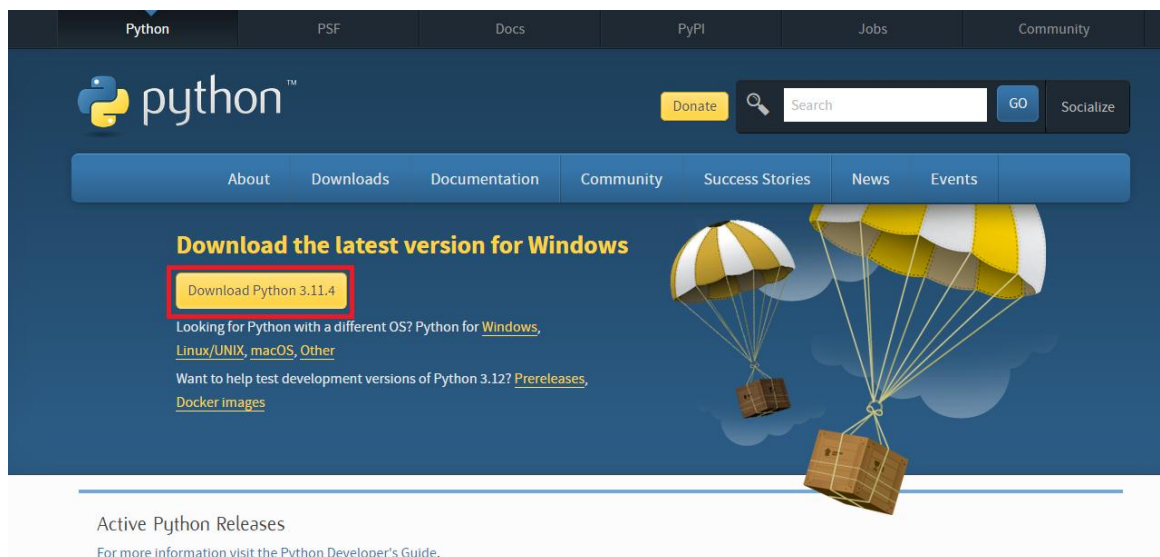 Python PSF Docs PyPI Jobs Community
python™
Donate Search GO Socialize
About Downloads Documentation Community Success Stories News Events
Download the latest version for Windows
Download Python 3.11.4
Looking for Python with a different OS? Python for Windows,
Linux/UNIX, macOS, Other
Want to help test development versions of Python 3.12? Prereleases,
Docker images
Active Python Releases
For more information visit the Python Developer's Guide.